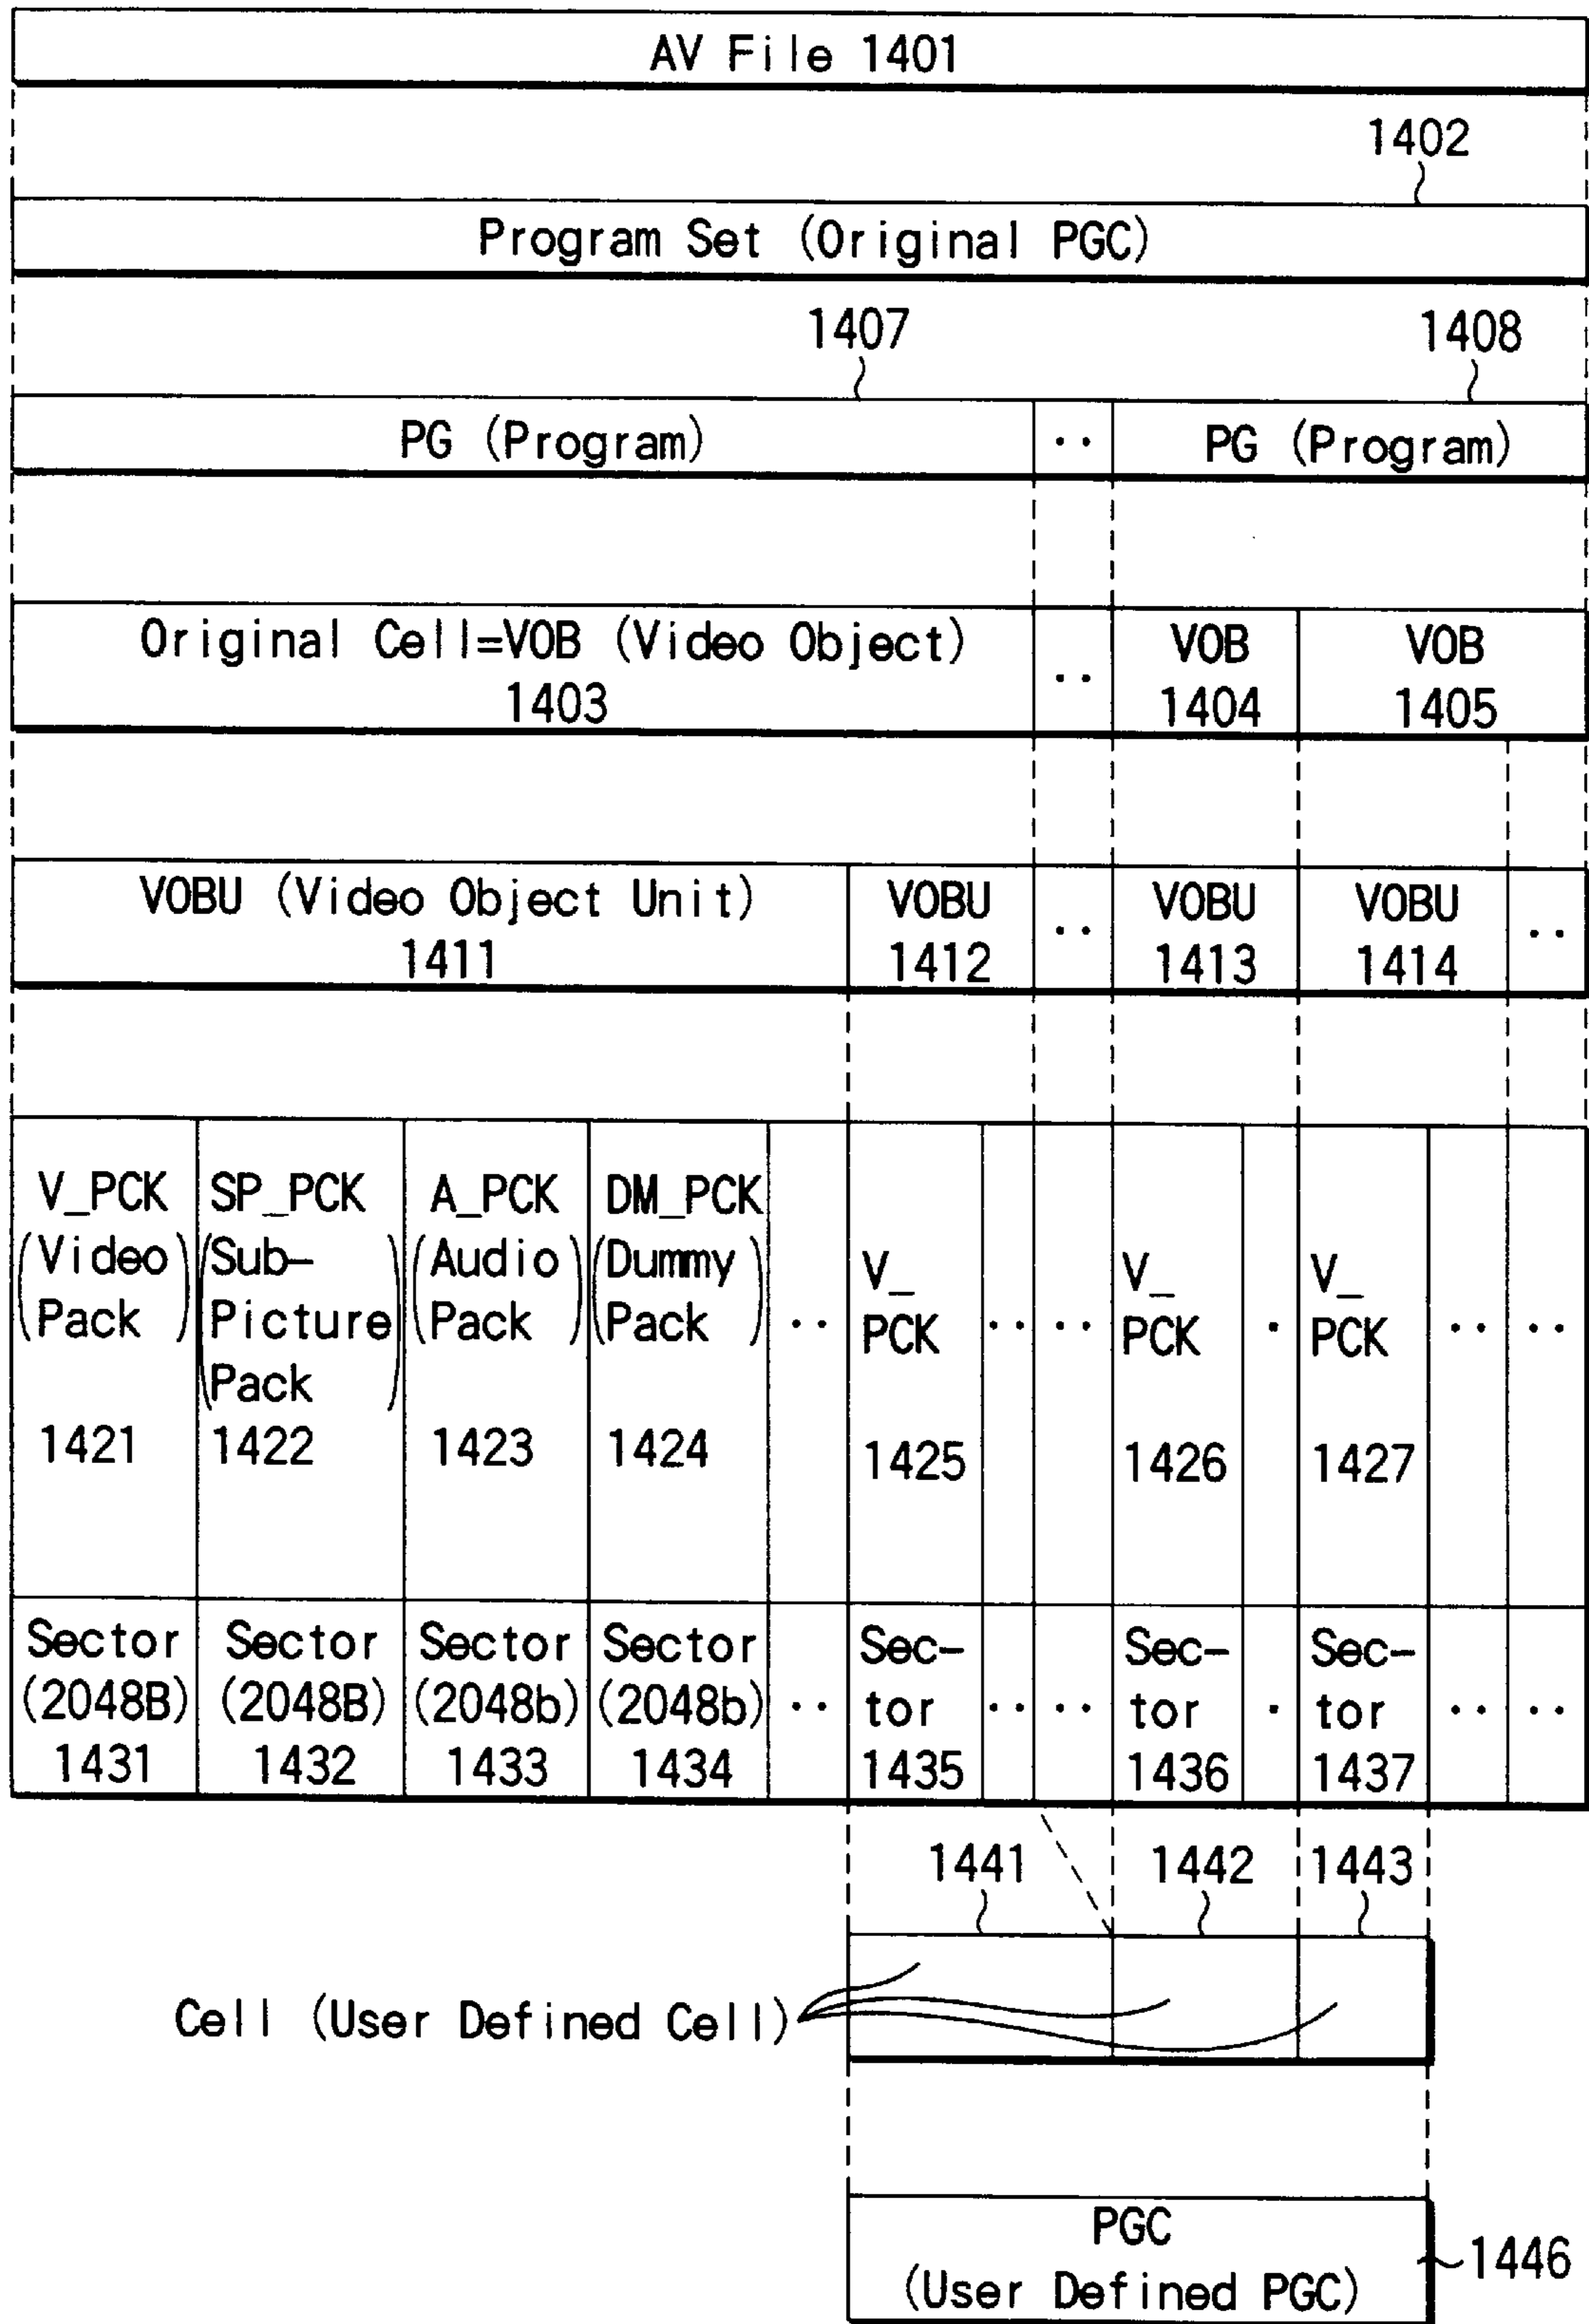 AV File 1401
1402
Program Set (Original PGC)
1407 1408
PG (Program) ·· PG (Program)
Original Cell=VOB (Video Object) VOB VOB
1403 ·· 1404 1405
VOBU (Video Object Unit) VOBU VOBU VOBU
1411 1412 ·· 1413 1414 ··
V_PCK SP_PCK A_PCK DM_PCK
(Video (Sub- (Audio (Dummy V_ V_ V_
Pack) Picture Pack) Pack) ·· PCK ·· ·· PCK · PCK ·· ··
Pack)
1421 1422 1423 1424 1425 1426 1427
Sector Sector Sector Sector Sec- Sec- Sec-
(2048B) (2048B) (2048b) (2048b) ·· tor ·· ·· tor · tor ·· ··
1431 1432 1433 1434 1435 1436 1437
1441 1442 1443
Cell (User Defined Cell)
PGC
(User Defined PGC)
1446